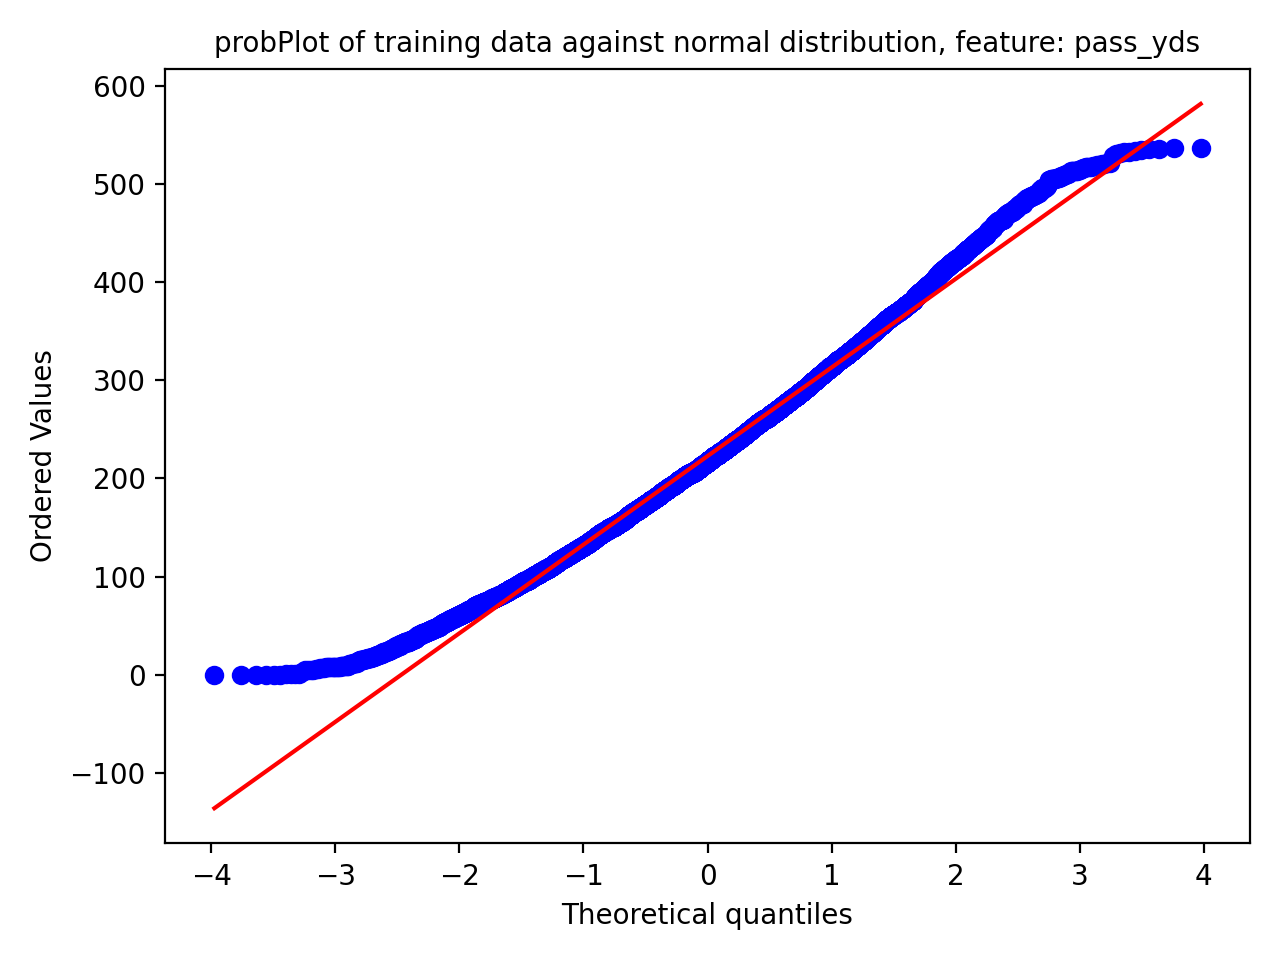 probPlot of training data against normal distribution, feature: pass_yds
600
500
400
300
200
100
0
−100
Ordered Values
−4 −3 −2 −1 0 1 2 3 4
Theoretical quantiles